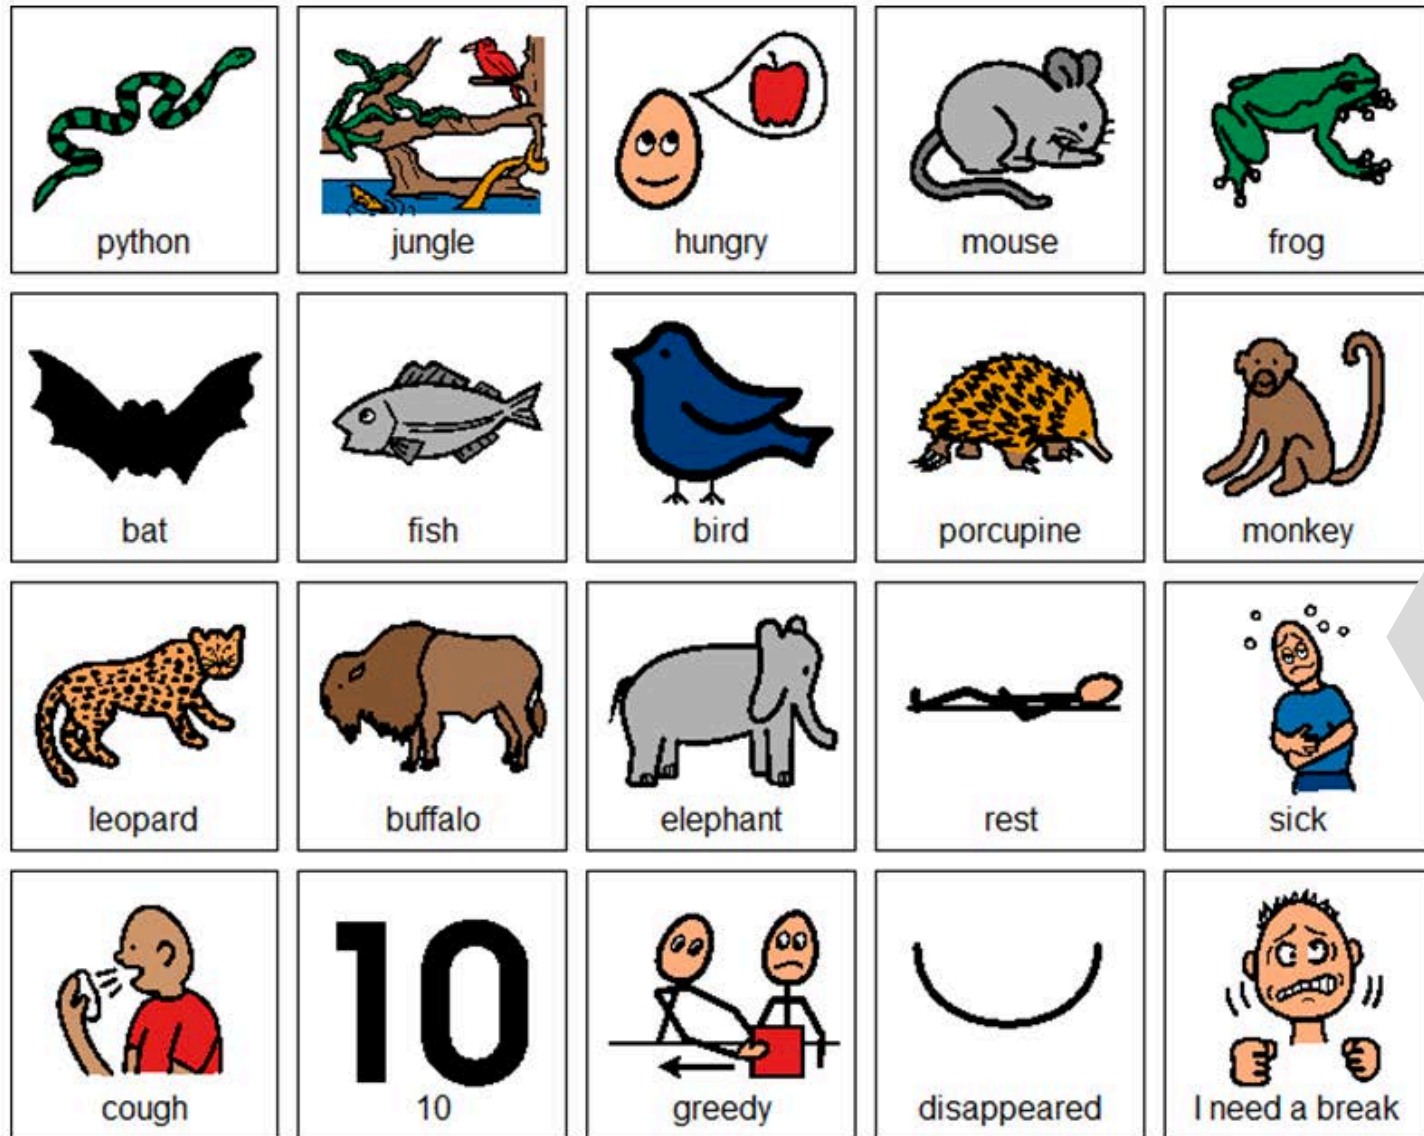 python
jungle
hungry
mouse
frog
bat
fish
bird
porcupine
monkey
leopard
buffalo
elephant
rest
sick
cough
10
10
greedy
disappeared
I need a break